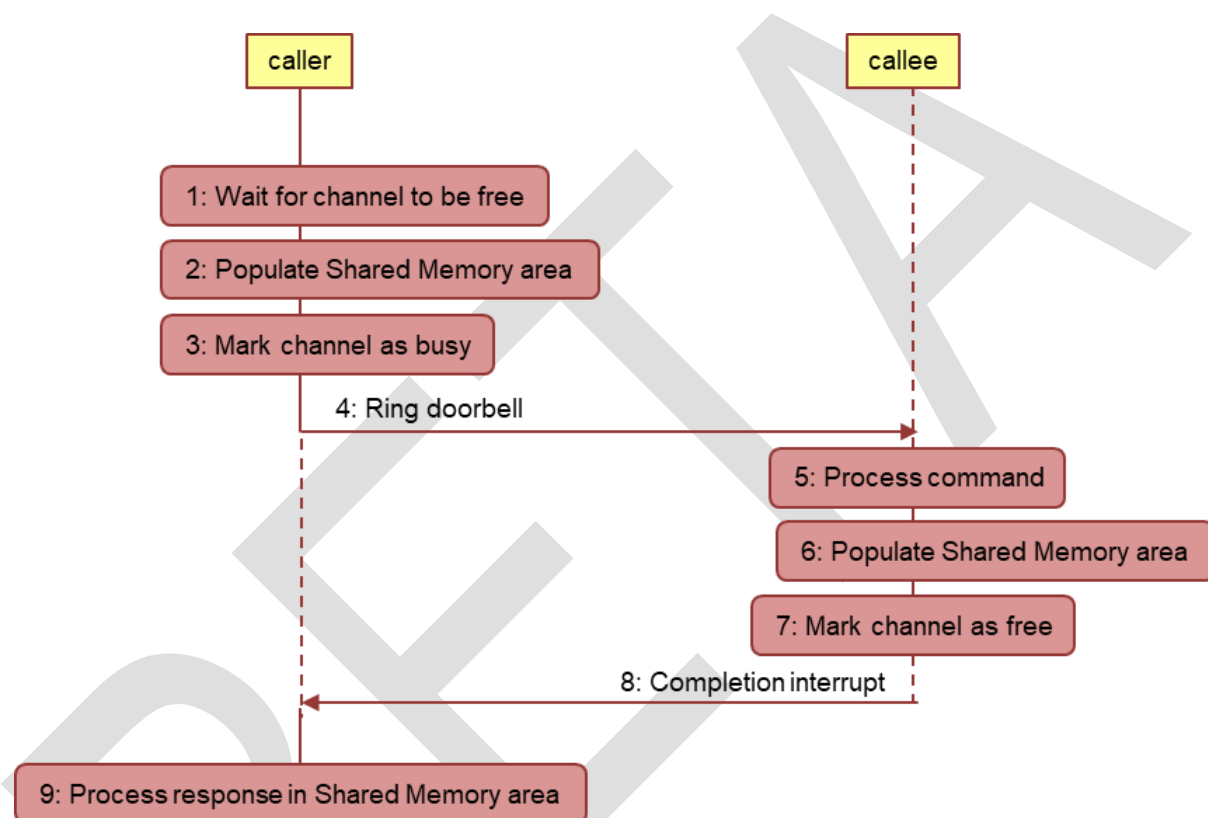 caller
callee
1: Wait for channel to be free
2: Populate Shared Memory area
3: Mark channel as busy
4: Ring doorbell
5: Process command
6: Populate Shared Memory area
7: Mark channel as free
8: Completion interrupt
9: Process response in Shared Memory area